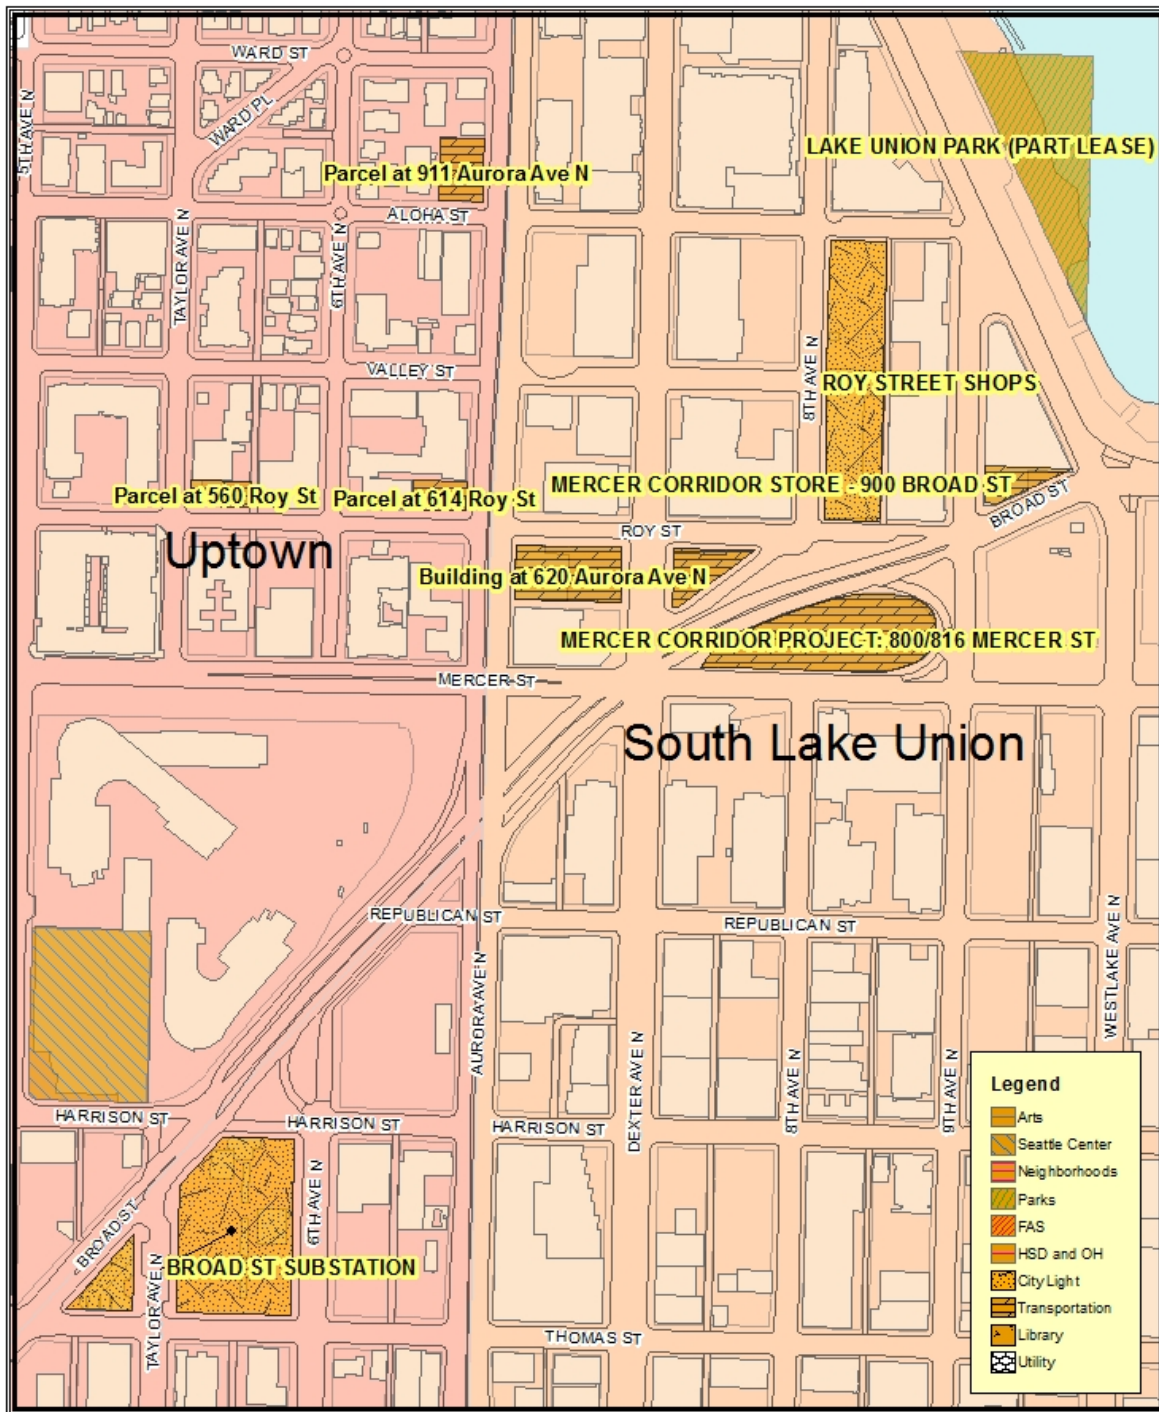 WARD ST
5TH AVE N
WARD PL
LAKE UNION PARK (PART LEASE)
Parcel at 911 Aurora Ave N
ALOHA ST
TAYLOR AVE N
6TH AVE N
VALLEY ST
8TH AVE N
ROY STREET SHOPS
Parcel at 560 Roy St
Parcel at 614 Roy St
MERCER CORRIDOR STORE - 900 BROAD ST
BROAD ST
ROY ST
Uptown
Building at 620 Aurora Ave N
MERCER CORRIDOR PROJECT: 800/816 MERCER ST
MERCER ST
South Lake Union
REPUBLICAN ST
REPUBLICAN ST
AURORA AVE N
WESTLAKE AVE N
DEXTER AVE N
8TH AVE N
9TH AVE N
HARRISON ST
HARRISON ST
HARRISON ST
BROAD ST
6TH AVE N
TAYLOR AVE N
BROAD ST SUBSTATION
THOMAS ST
Legend
Arts
Seattle Center
Neighborhoods
Parks
FAS
HSD and OH
City Light
Transportation
Library
Utility